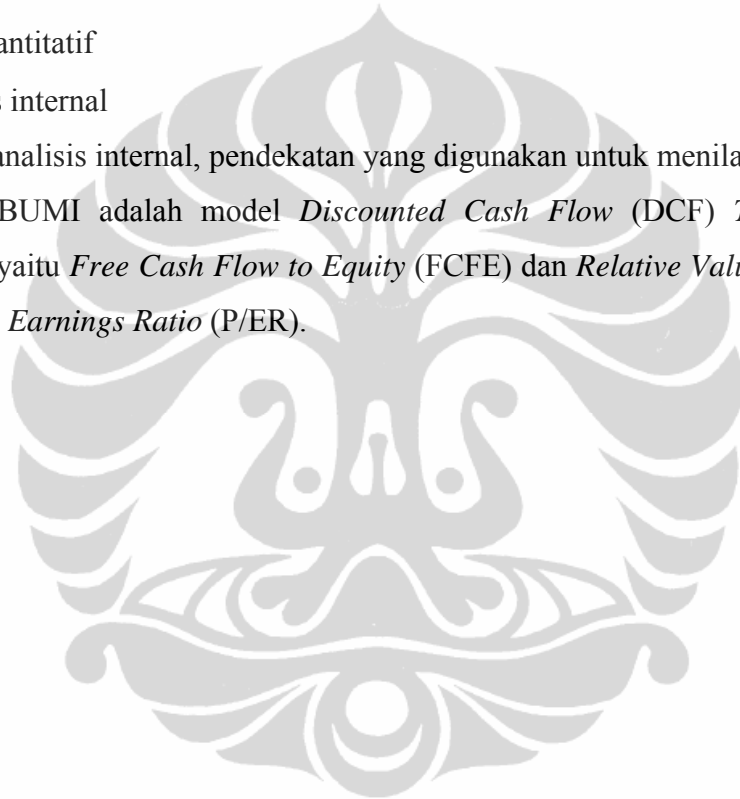 antitatif
s internal
analisis internal, pendekatan yang digunakan untuk menila
BUMI adalah model Discounted Cash Flow (DCF) T
yaitu Free Cash Flow to Equity (FCFE) dan Relative Valu
Earnings Ratio (P/ER).